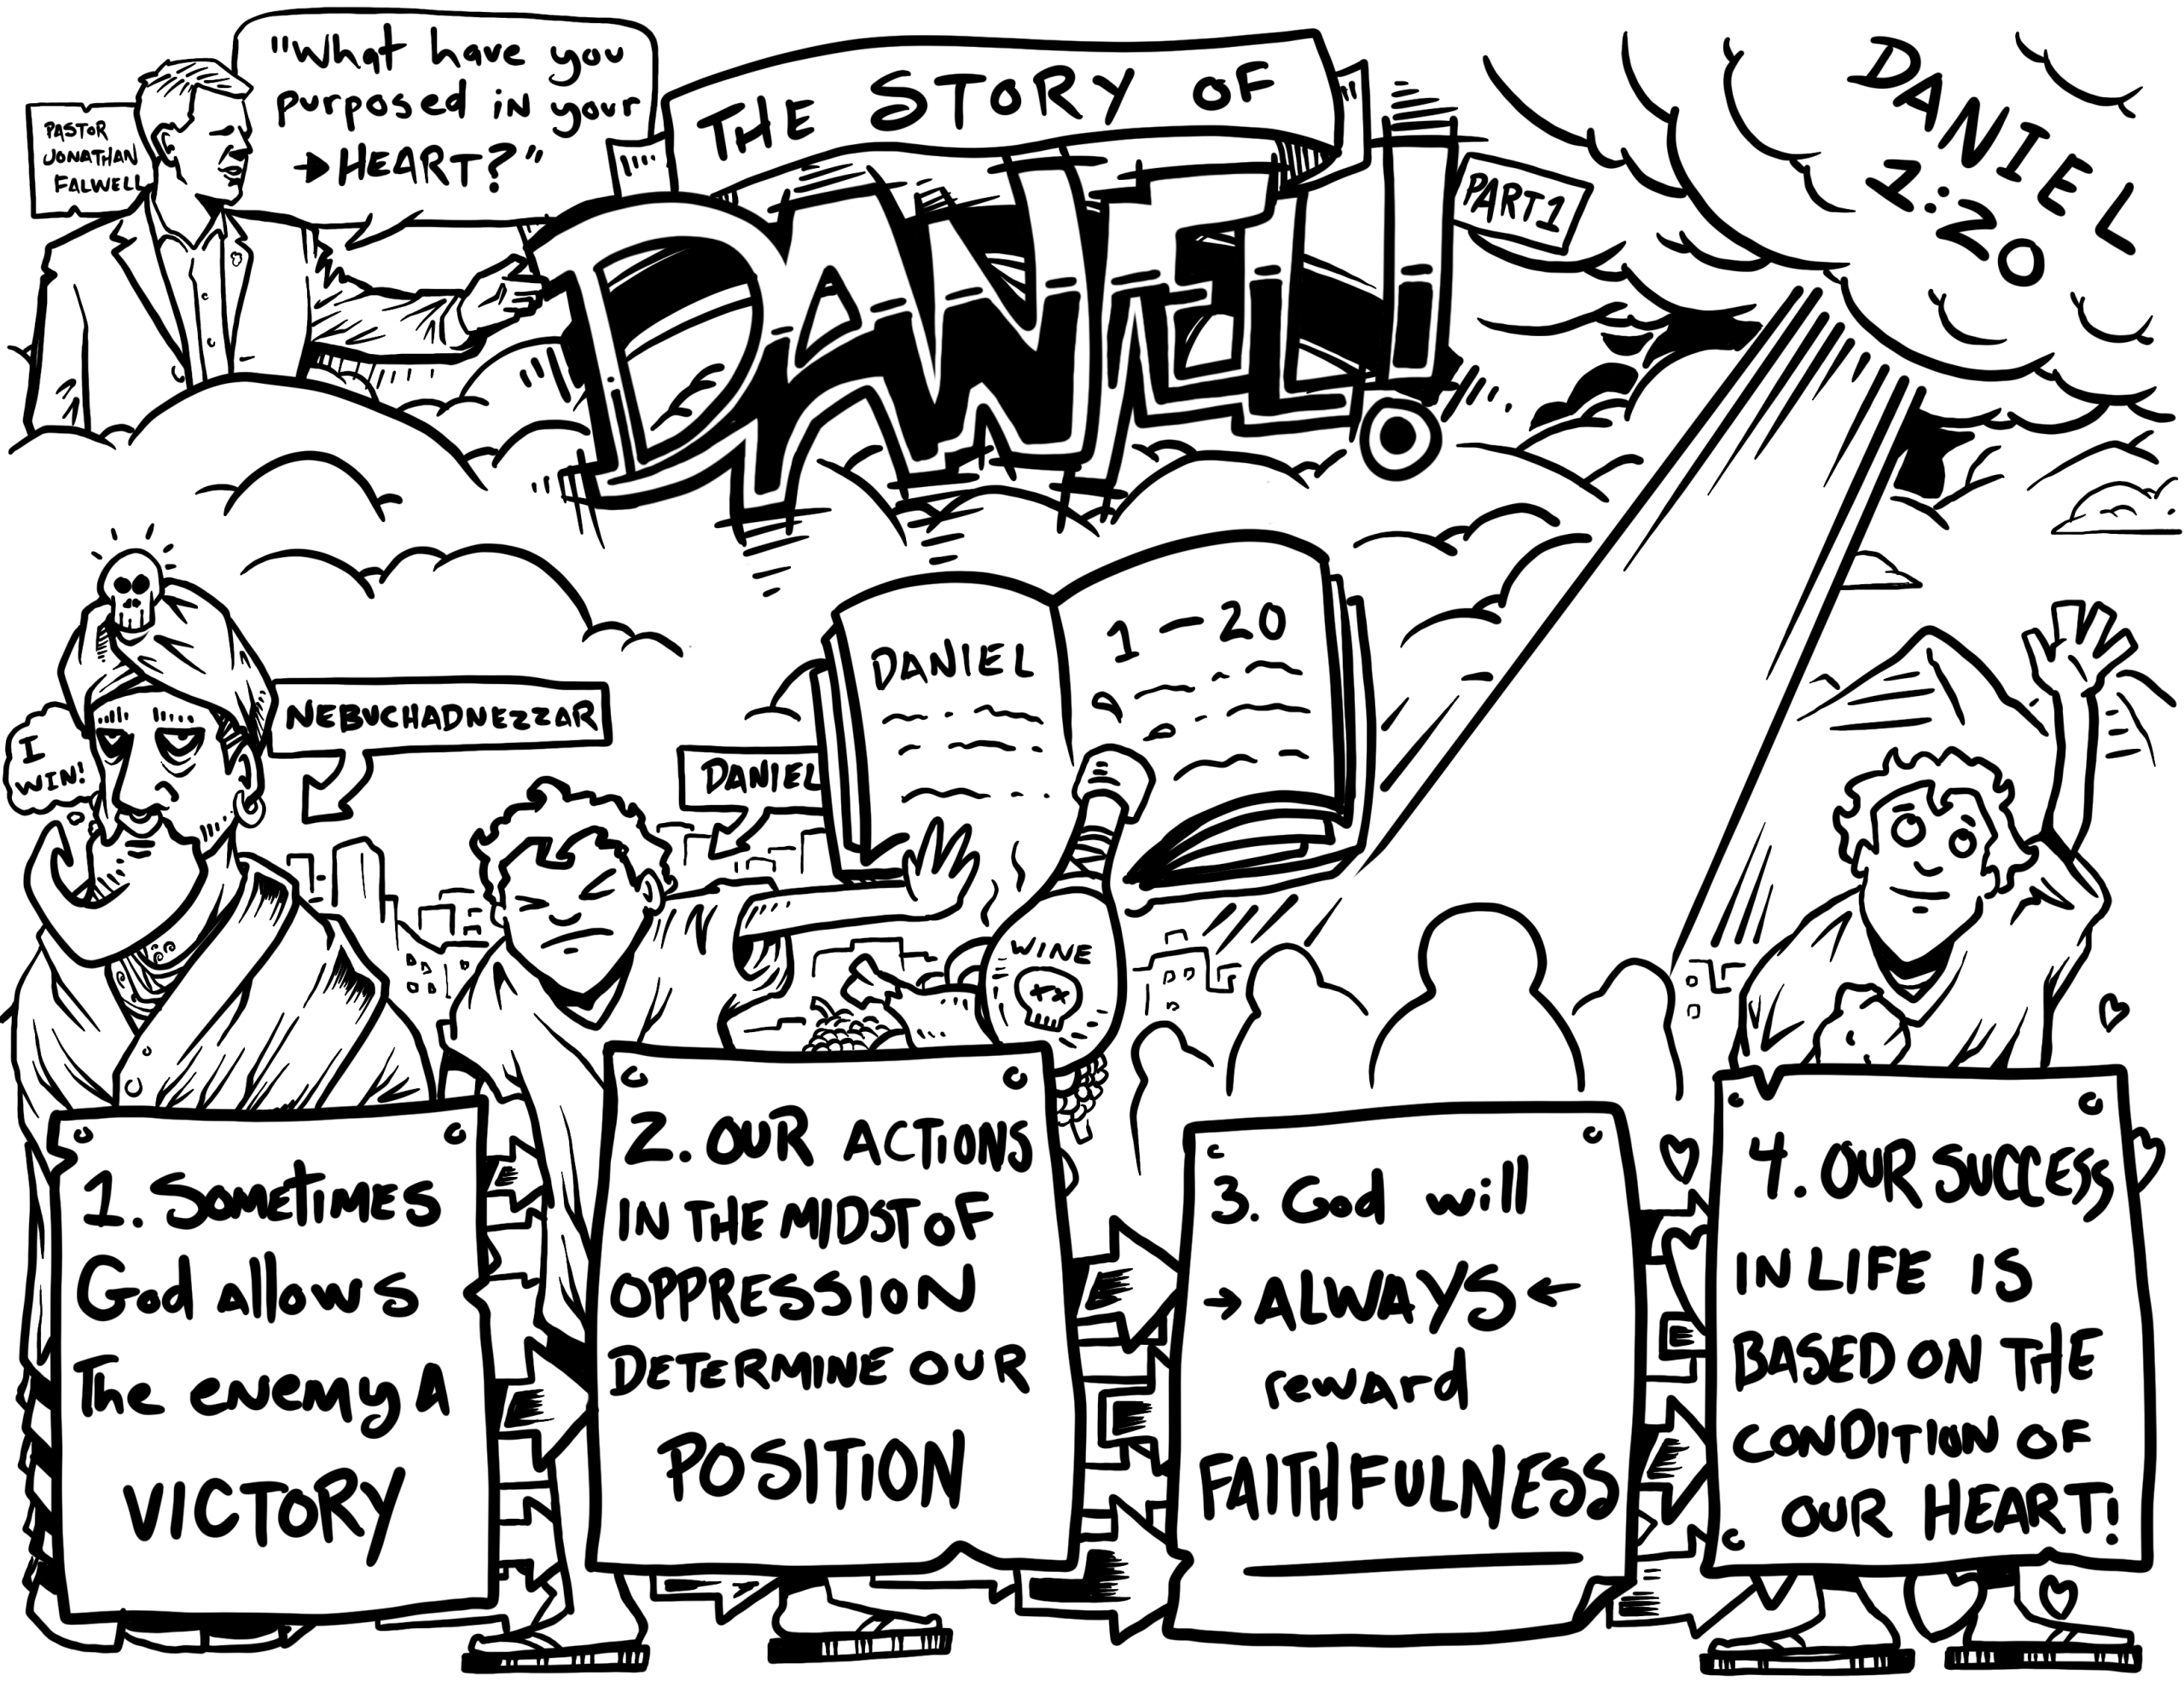 "What have you
purposed in your
→ HEART?"
PASTOR
JONATHAN
FALWELL
THE STORY OF
DANIEL!
PART 1
DANIEL
1:20
DANIEL 1-20
I
WIN!
NEBUCHADNEZZAR
DANIEL
WINE
1. SOMETIMES
God allows
The enemy A
VICTORY
2. OUR ACTIONS
IN THE MIDST OF
OPPRESSION
DETERMINE OUR
POSITION
3. God will
→ ALWAYS ←
reward
FAITHFULNESS
4. OUR SUCCESS
IN LIFE IS
BASED ON THE
CONDITION OF
OUR HEART!